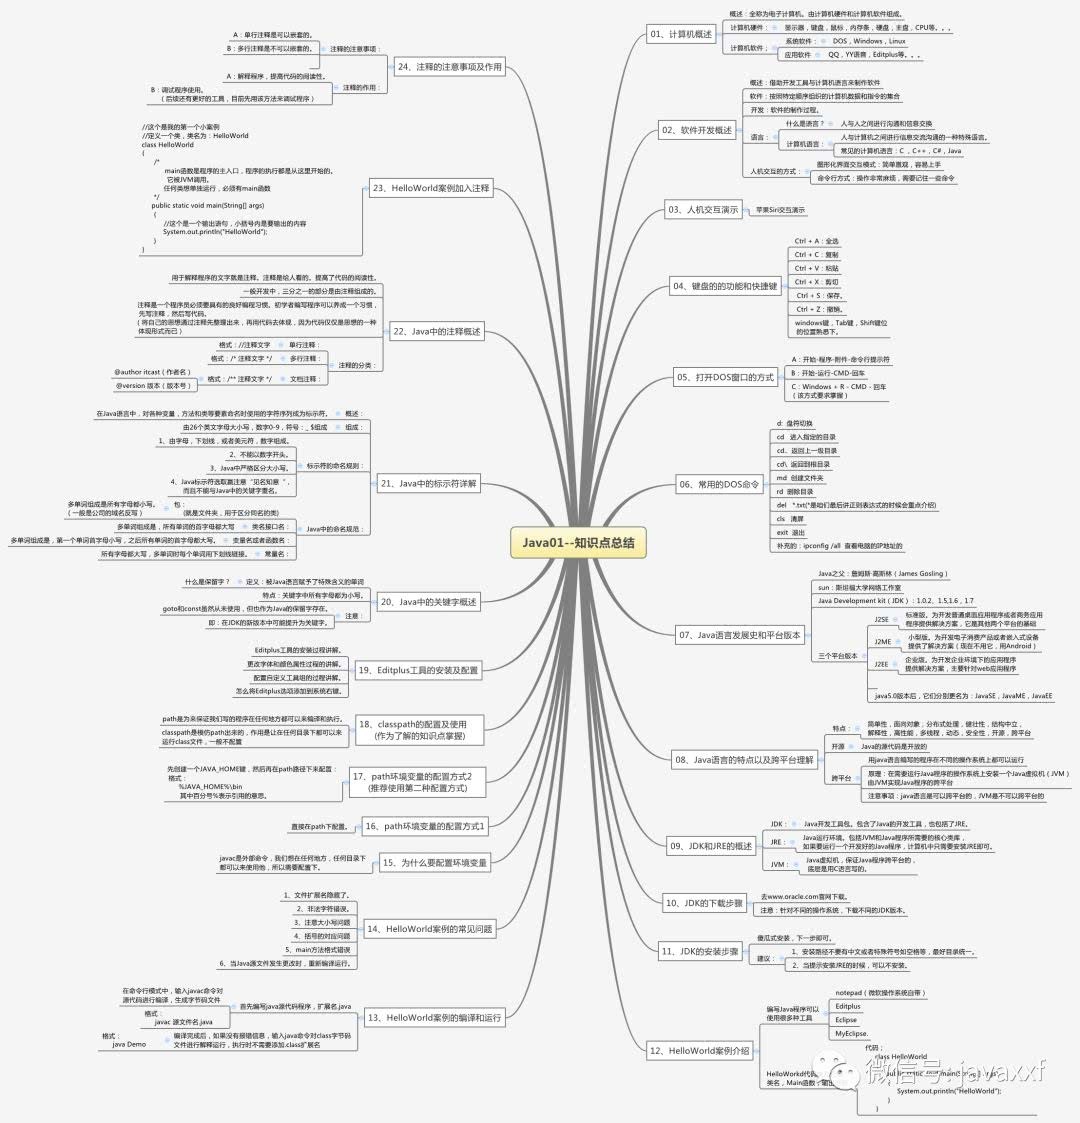 Java01--知识点总结
01、计算机概述
概述：全称为电子计算机。由计算机硬件和计算机软件组成。
计算机硬件： 显示器，键盘，鼠标，内存条，硬盘，主盘，CPU等。。。
计算机软件：
系统软件： DOS，Windows，Linux
应用软件 QQ，YY语音，Editplus等。。。
02、软件开发概述
概述：借助开发工具与计算机语言来制作软件
软件：按照特定顺序组织的计算机数据和指令的集合
开发：软件的制作过程。
语言：
什么是语言？ 人与人之间进行沟通和信息交换
计算机语言：
人与计算机之间进行信息交流沟通的一种特殊语言。
常见的计算机语言：C ，C++，C#，Java
人机交互的方式：
图形化界面交互模式：简单直观，容易上手
命令行方式：操作非常麻烦，需要记住一些命令
03、人机交互演示
苹果Siri交互演示
04、键盘的的功能和快捷键
Ctrl + A：全选
Ctrl + C：复制
Ctrl + V：粘贴
Ctrl + X：剪切
Ctrl + S：保存。
Ctrl + Z：撤销。
windows键，Tab键，Shift键位
的位置熟悉下。
05、打开DOS窗口的方式
A：开始-程序-附件-命令行提示符
B：开始-运行-CMD-回车
C：Windows + R - CMD - 回车
（该方式要求掌握）
06、常用的DOS命令
d: 盘符切换
cd 进入指定的目录
cd.. 返回上一级目录
cd\ 返回到根目录
md 创建文件夹
rd 删除目录
del *.txt(*是咱们最后讲正则表达式的时候会重点介绍)
cls 清屏
exit 退出
补充的：ipconfig /all 查看电脑的IP地址的
07、Java语言发展史和平台版本
Java之父：詹姆斯·高斯林（James Gosling）
sun：斯坦福大学网络工作室
Java Development kit（JDK）：1.0.2，1.5,1.6，1.7
三个平台版本
J2SE
标准版。为开发普通桌面应用程序或者商务应用
程序提供解决方案，它是其他两个平台的基础
J2ME
小型版。为开发电子消费产品或者嵌入式设备
提供了解决方案（现在不用它，用Android）
J2EE
企业版。为开发企业环境下的应用程序
提供解决方案，主要针对web应用程序
java5.0版本后，它们分别更名为：JavaSE，JavaME，JavaEE
08、Java语言的特点以及跨平台理解
特点：
简单性，面向对象，分布式处理，健壮性，结构中立，
解释性，高性能，多线程，动态，安全性，开源，跨平台
开源 Java的源代码是开放的
跨平台
用java语言编写的程序在不同的操作系统上都可以运行
原理：在需要运行Java程序的操作系统上安装一个Java虚拟机（JVM）
由JVM实现Java程序的跨平台
注意事项：java语言是可以跨平台的，JVM是不可以跨平台的
09、JDK和JRE的概述
JDK： Java开发工具包。包含了Java的开发工具，也包括了JRE。
JRE：
Java运行环境。包括JVM和Java程序所需要的核心类库，
如果要运行一个开发好的Java程序，计算机中只需要安装JRE即可。
JVM：
Java虚拟机，保证Java程序跨平台的，
底层是用C语言写的。
10、JDK的下载步骤
去www.oracle.com官网下载。
注意：针对不同的操作系统，下载不同的JDK版本。
11、JDK的安装步骤
傻瓜式安装，下一步即可。
建议：
1、安装路径不要有中文或者特殊符号如空格等，最好目录统一。
2、当提示安装JRE的时候，可以不安装。
12、HelloWorld案例介绍
编写Java程序可以
使用很多种工具
notepad（微软操作系统自带）
Editplus
Eclipse
MyEclipse.
HelloWorkd代码
类名，Main函数，输出
代码：
class HelloWorld
System.out.println("HelloWorld");
}
}
微信号: javaxxf
24、注释的注意事项及作用
注释的注意事项：
A：单行注释是可以嵌套的。
B：多行注释是不可以嵌套的。
注释的作用：
A：解释程序，提高代码的阅读性。
B：调试程序使用。
（后续还有更好的工具，目前先用该方法来调试程序）
23、HelloWorld案例加入注释
//这个是我的第一个小案例
//定义一个类，类名为：HelloWorld
class HelloWorld
{
/*
main函数是程序的主入口，程序的执行都是从这里开始的。
它被JVM调用。
任何类想单独运行，必须有main函数
*/
public static void main(String[] args)
{
//这个是一个输出语句，小括号内是要输出的内容
System.out.println("HelloWorld");
}
}
22、Java中的注释概述
用于解释程序的文字就是注释。注释是给人看的。提高了代码的阅读性。
一般开发中，三分之一的部分是由注释组成的。
注释是一个程序员必须要具有的良好编程习惯。初学者编写程序可以养成一个习惯，
先写注释，然后写代码。
（将自己的思想通过注释先整理出来，再用代码去体现，因为代码仅仅是思想的一种
体现形式而已）
注释的分类：
单行注释： 格式：//注释文字
多行注释： 格式：/* 注释文字 */
文档注释： 格式：/** 注释文字 */
@author itcast（作者名）
@version 版本（版本号）
21、Java中的标示符详解
概述： 在Java语言中，对各种变量，方法和类等要素命名时使用的字符序列成为标示符。
组成： 由26个英文字母大小写，数字0-9，符号：_ $组成
标示符的命名规则：
1、由字母，下划线，或者美元符，数字组成。
2、不能以数字开头。
3、Java中严格区分大小写。
4、Java标示符选取赢注意“见名知意”，
而且不能与Java中的关键字重名。
Java中的命名规范：
包：
(就是文件夹，用于区分同名的类)
多单词组成是所有字母都小写。
（一般是公司的域名反写）
类名接口名： 多单词组成是，所有单词的首字母都大写
变量名或者函数名： 多单词组成是，第一个单词首字母小写，之后所有单词的首字母都大写。
常量名： 所有字母都大写，多单词时每个单词用下划线链接。
20、Java中的关键字概述
定义：被Java语言赋予了特殊含义的单词 什么是保留字？
特点：关键字中所有字母都为小写。
注意：
goto和const虽然从未使用，但也作为Java的保留字存在。
即：在JDK的新版本中可能提升为关键字。
19、Editplus工具的安装及配置
Editplus工具的安装过程讲解。
更改字体和颜色属性过程的讲解。
配置自定义工具组的过程讲解。
怎么将Editplus选项添加到系统右键。
18、classpath的配置及使用
(作为了解的知识点掌握)
path是为来保证我们写的程序在任何地方都可以来编译和执行。
classpath是模仿path出来的，作用是让在任何目录下都可以来
运行class文件，一般不配置
17、path环境变量的配置方式2
(推荐使用第二种配置方式)
先创建一个JAVA_HOME键，然后再在path路径下来配置：
格式：
%JAVA_HOME%\bin
其中百分号%表示引用的意思。
16、path环境变量的配置方式1
直接在path下配置。
15、为什么要配置环境变量
javac是外部命令，我们想在任何地方，任何目录下
都可以来使用他，所以需要配置下。
14、HelloWorld案例的常见问题
1、文件扩展名隐藏了。
2、非法字符错误。
3、注意大小写问题
4、括号的对应问题
5、main方法格式错误
6、当Java源文件发生更改时，重新编译运行。
13、HelloWorld案例的编译和运行
首先编写java源代码程序，扩展名.java
在命令行模式中，输入javac命令对
源代码进行编译，生成字节码文件
格式：
javac 源文件名.java
编译完成后，如果没有报错信息，输入java命令对class字节码
文件进行解释运行，执行时不需要添加.class扩展名
格式：
java Demo